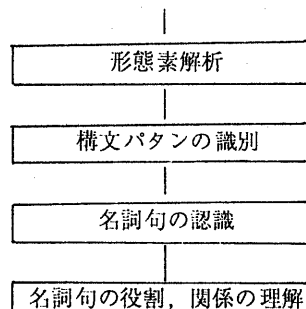 形態素解析
構文パタンの識別
名詞句の認識
名詞句の役割，関係の理解